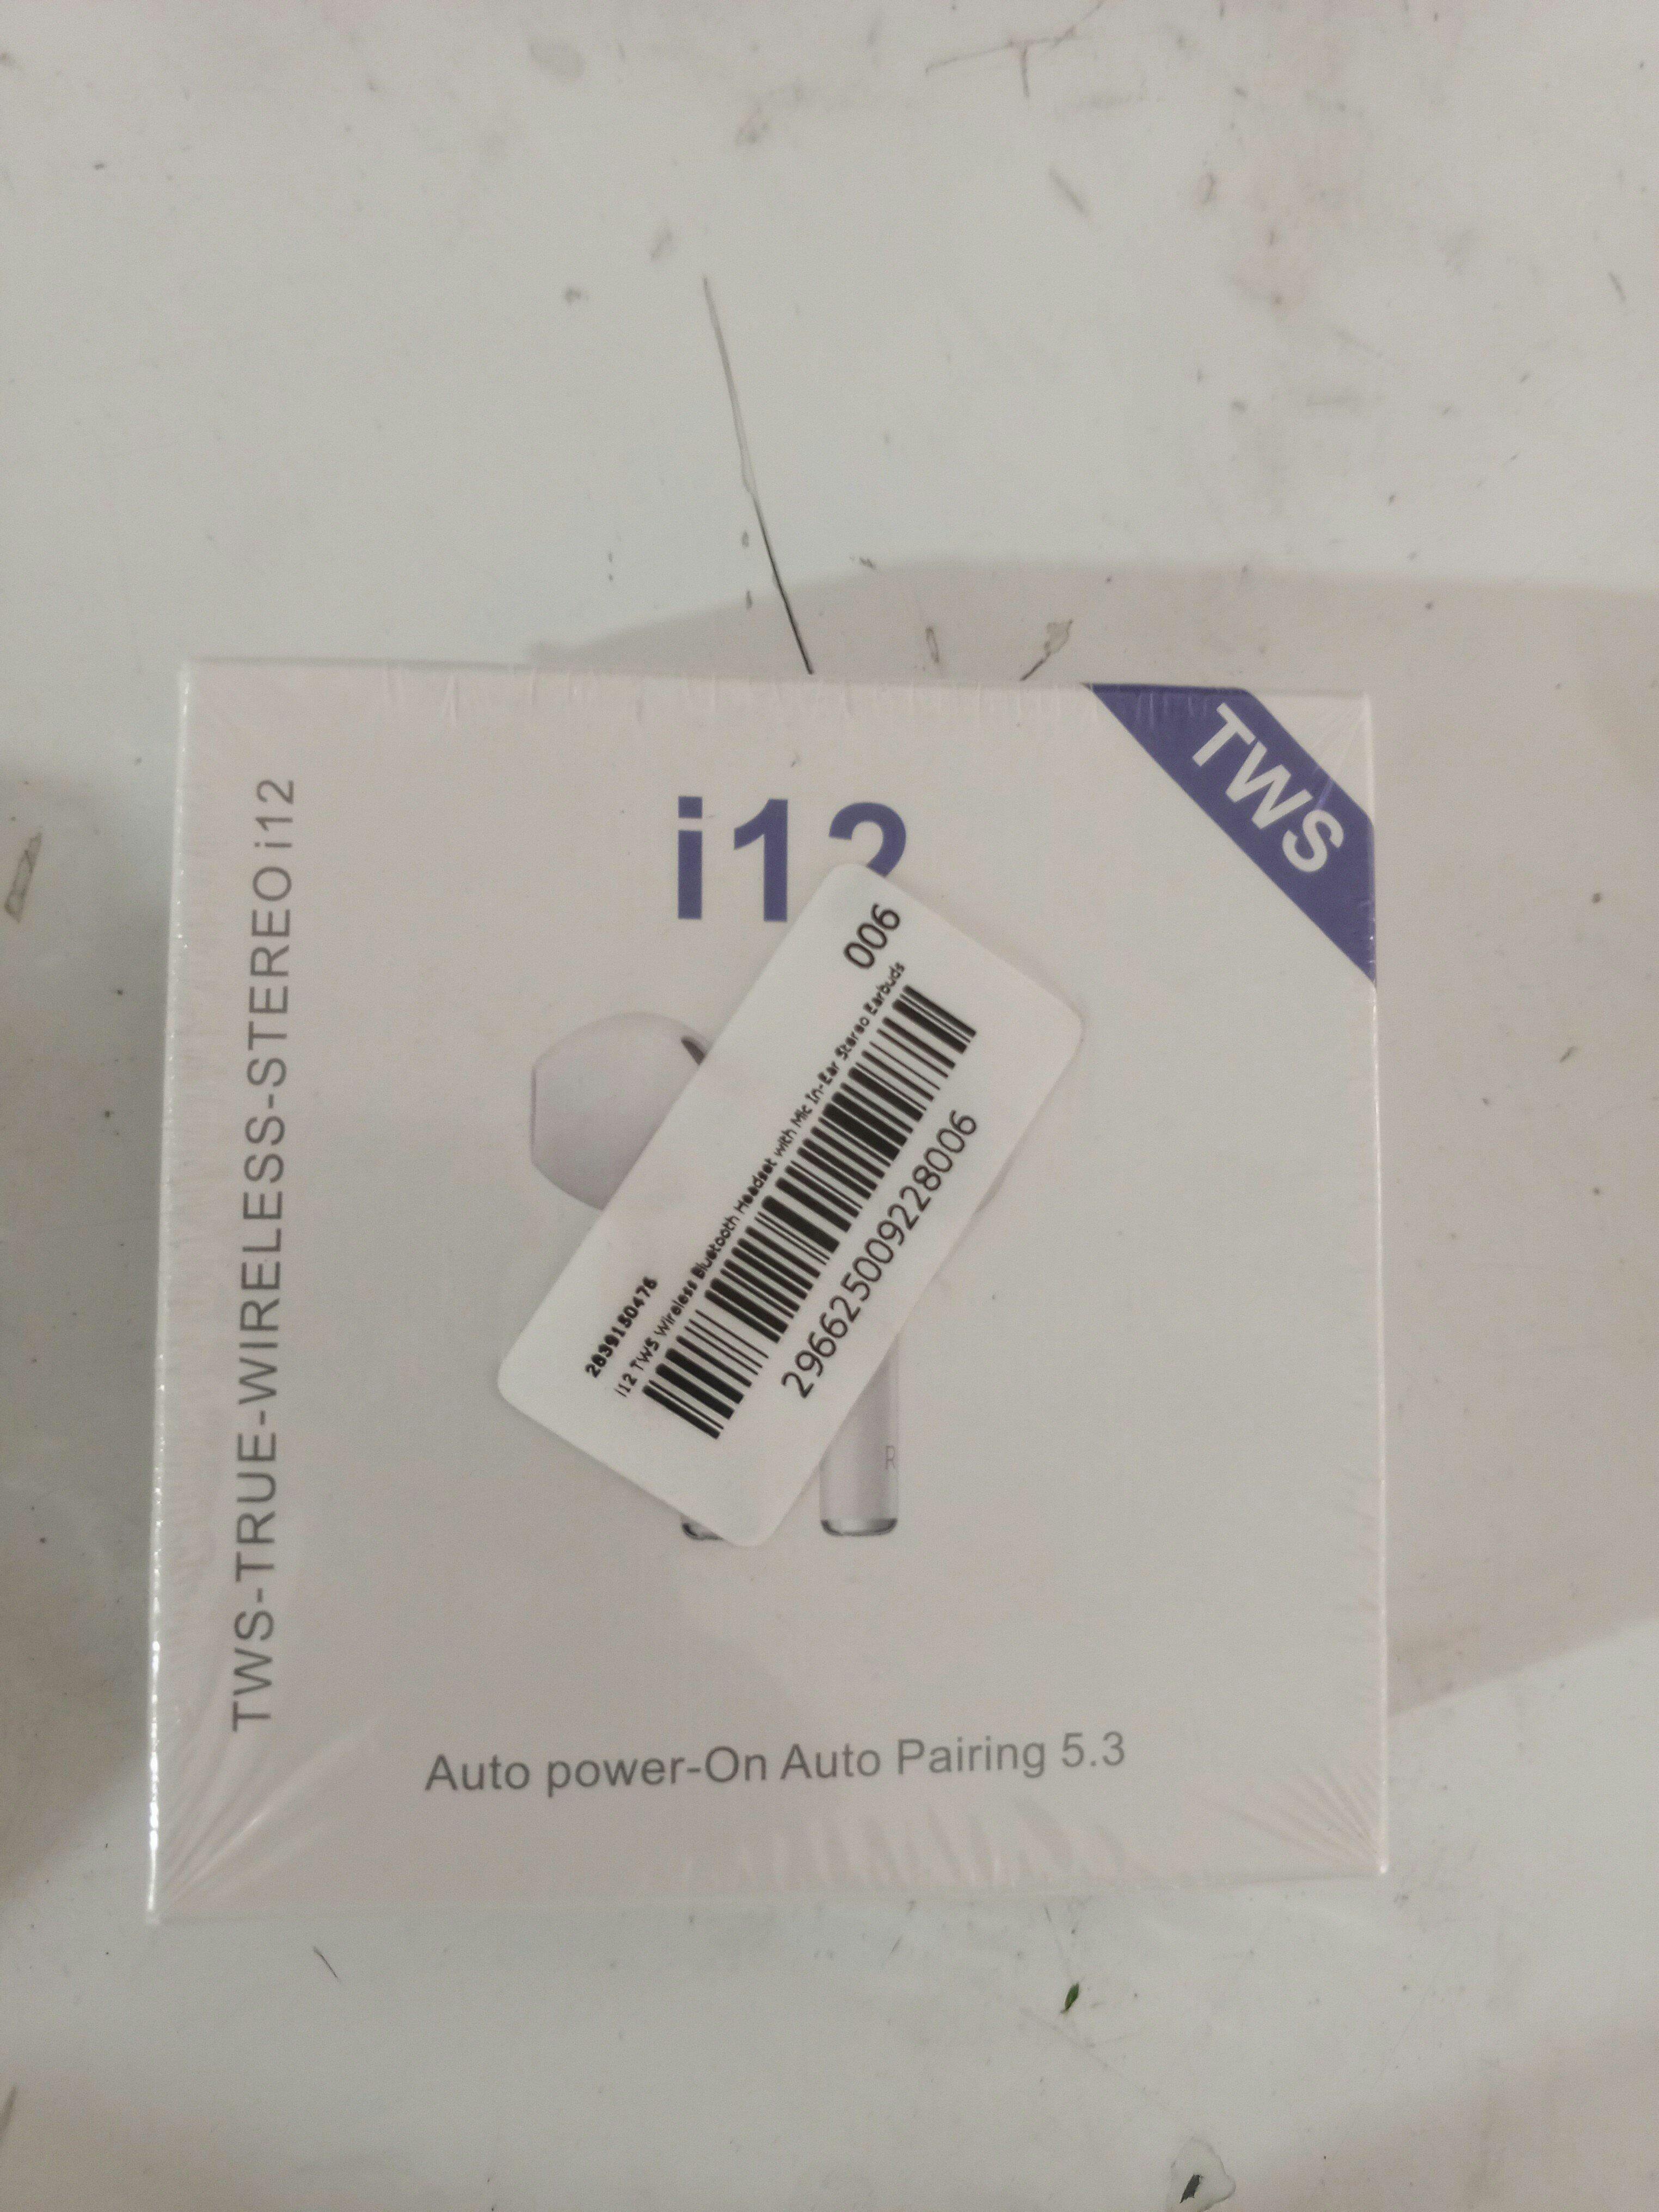 TWS
i12
TWS-TRUE-WIRELESS-STEREO i12
006
2839150476
i12 TWS Wireless Bluetooth Headset with Mic In-Ear Stereo Earbuds
296625009228006
R
Auto power-On Auto Pairing 5.3